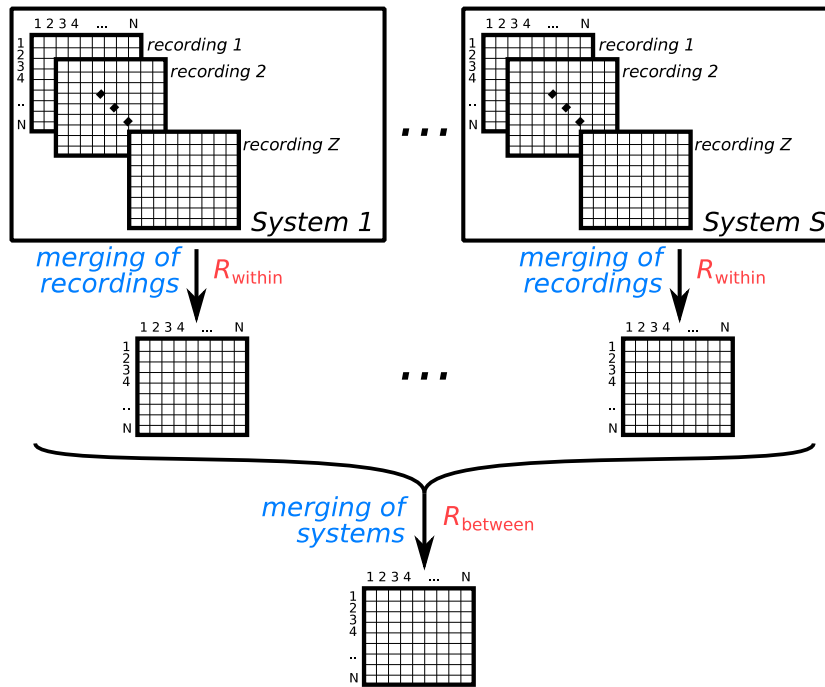 1 2 3 4 ... N
1
2
3
4
..
N
recording 1
recording 2
recording Z
System 1
...
1 2 3 4 ... N
1
2
3
4
..
N
recording 1
recording 2
recording Z
System S
merging of
recordings
R within
merging of
recordings
R within
1 2 3 4 ... N
1
2
3
4
..
N
...
1 2 3 4 ... N
1
2
3
4
..
N
merging of
systems
R between
1 2 3 4 ... N
1
2
3
4
..
N